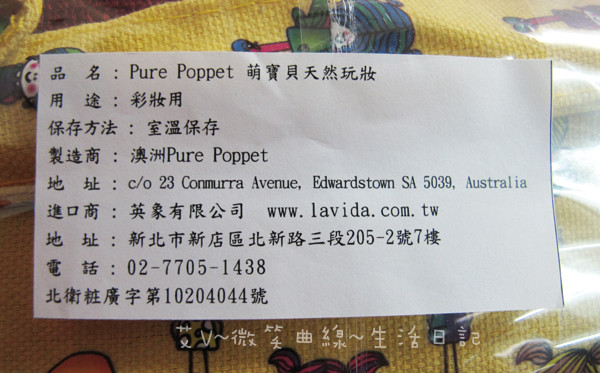 品 名：Pure Poppet 萌寶貝天然玩妝
用 途：彩妝用
保存方法：室溫保存
製造商：澳洲Pure Poppet
地 址：c/o 23 Conmurra Avenue, Edwardstown SA 5039, Australia
進口商：英象有限公司 www.lavida.com.tw
地 址：新北市新店區北新路三段205-2號7樓
電 話：02-7705-1438
北衛粧廣字第10204044號
艾V~微笑曲線~生活日記